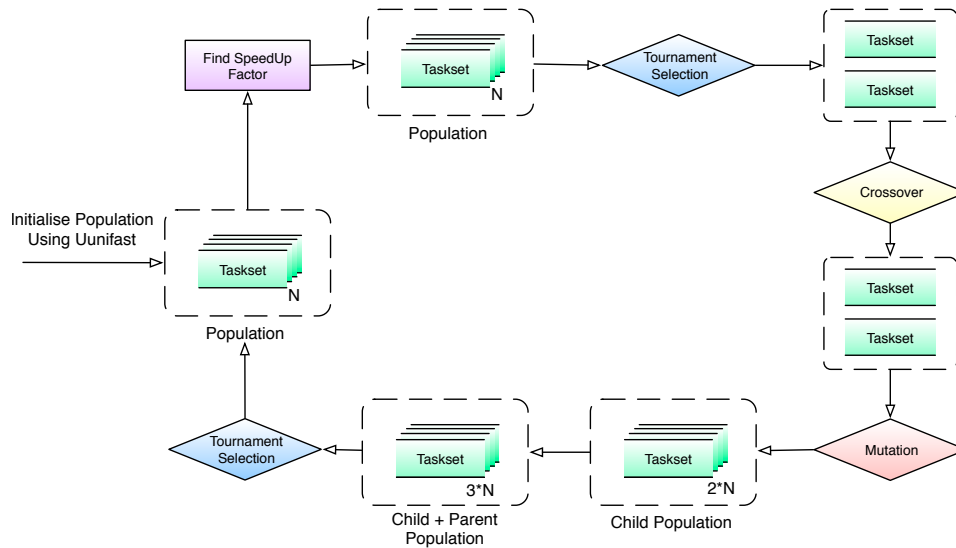 Find SpeedUp
Factor
Taskset
N
Population
Tournament
Selection
Taskset
Taskset
Crossover
Taskset
Taskset
Mutation
Initialise Population
Using Uunifast
Taskset
N
Population
Tournament
Selection
Taskset
3*N
Child + Parent
Population
Taskset
2*N
Child Population